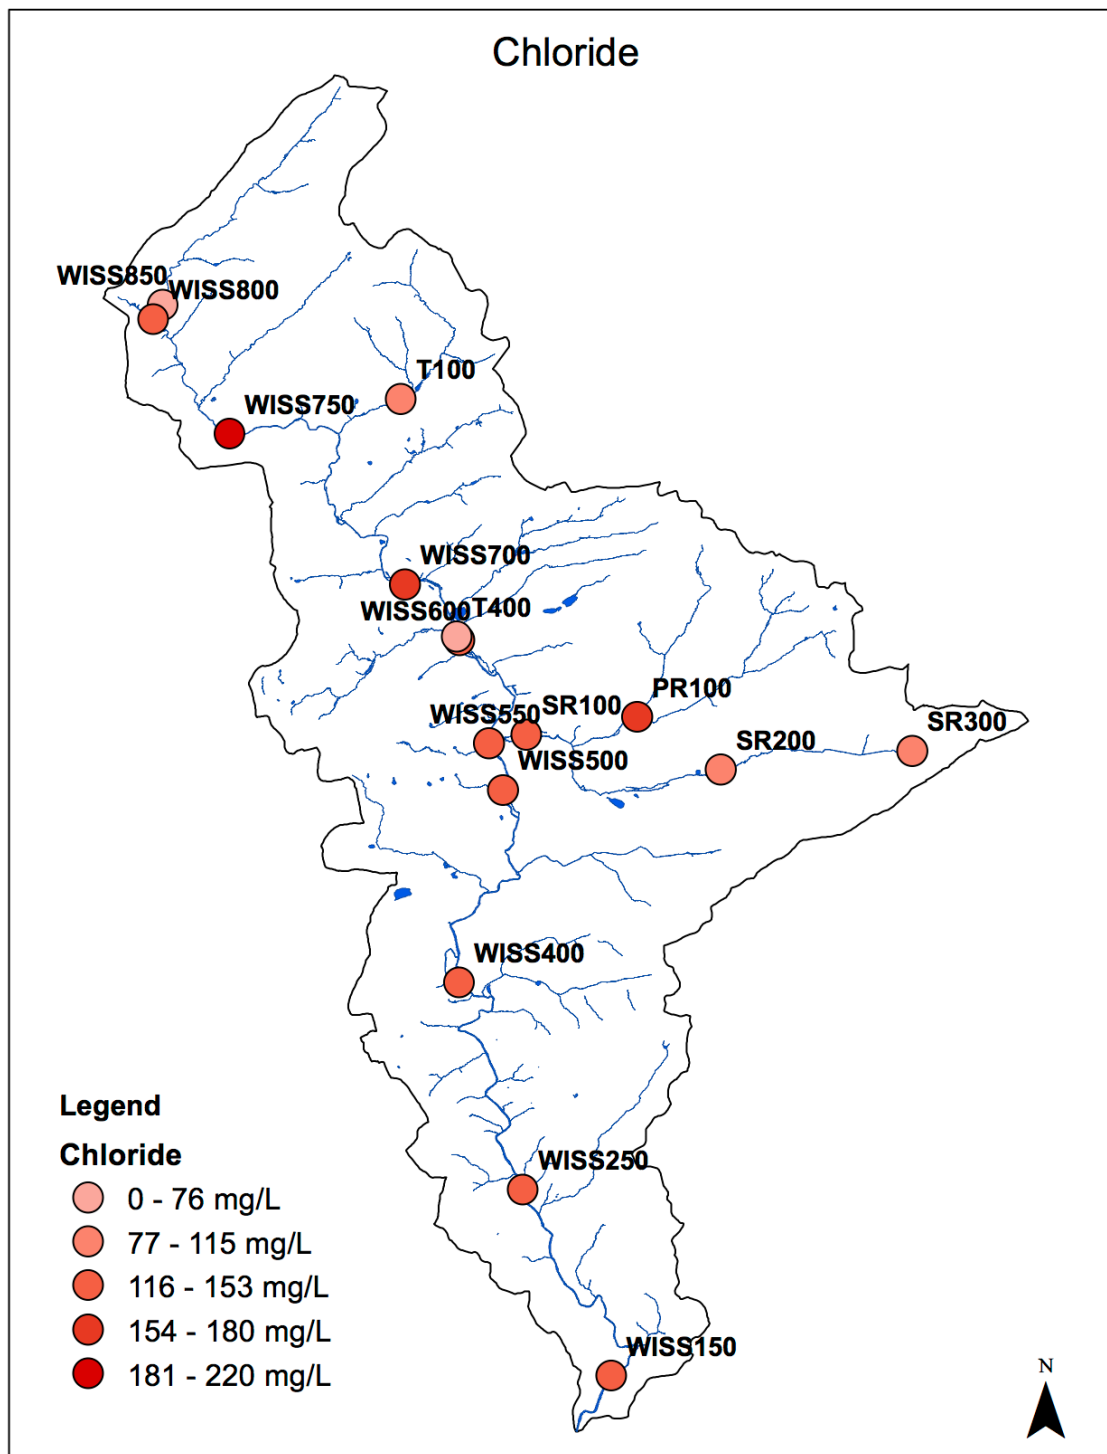 Chloride
WISS850
WISS800
T100
WISS750
WISS700
WISS600
T400
PR100
SR100
WISS550
SR300
SR200
WISS500
WISS400
WISS250
WISS150
Legend
Chloride
0 - 76 mg/L
77 - 115 mg/L
116 - 153 mg/L
154 - 180 mg/L
181 - 220 mg/L
N